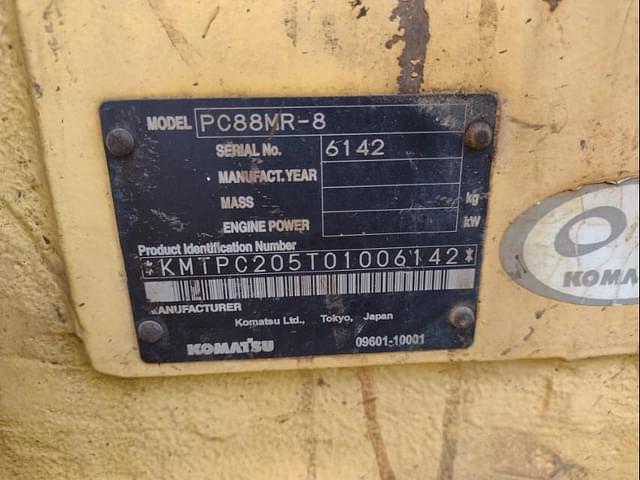 MODEL PC88MR-8
SERIAL No. 6142
MANUFACT. YEAR
MASS kg
ENGINE POWER kW
Product Identification Number
*KMTPC205T01006142*
MANUFACTURER
Komatsu Ltd., Tokyo, Japan
KOMATSU 09601-10001
KOMA